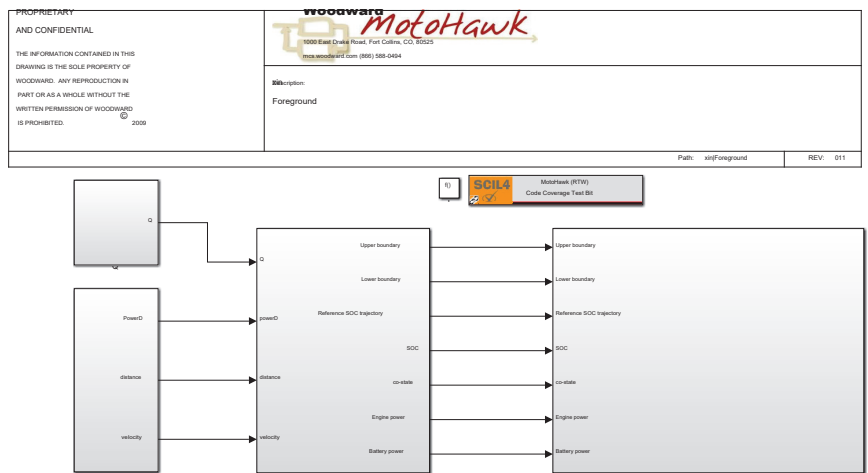 PROPRIETARY
AND CONFIDENTIAL
THE INFORMATION CONTAINED IN THIS
DRAWING IS THE SOLE PROPERTY OF
WOODWARD. ANY REPRODUCTION IN
PART OR AS A WHOLE WITHOUT THE
WRITTEN PERMISSION OF WOODWARD
IS PROHIBITED. © 2009
Woodward
MotoHawk
1000 East Drake Road, Fort Collins, CO, 80525
mcs.woodward.com (866) 588-0494
Description:
Foreground
Path: xin|Foreground
REV: 011
f()
SCIL4
MotoHawk (RTW)
Code Coverage Test Bit
Q
Q
PowerD
distance
velocity
Q
powerD
distance
velocity
Upper boundary
Lower boundary
Reference SOC trajectory
SOC
co-state
Engine power
Battery power
Upper boundary
Lower boundary
Reference SOC trajectory
SOC
co-state
Engine power
Battery power